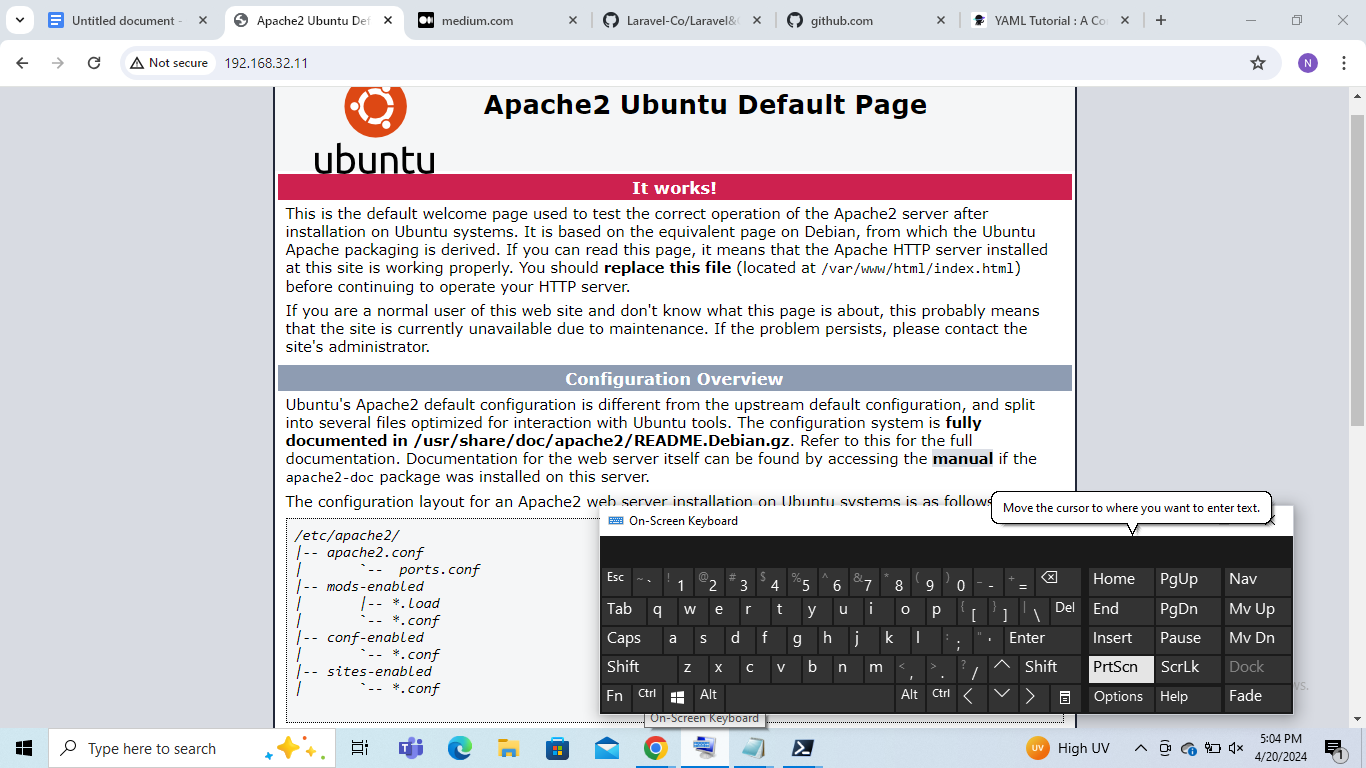 Untitled document -
Apache2 Ubuntu Def
medium.com
Laravel-Co/Laravel&
github.com
YAML Tutorial : A Co
Not secure
192.168.32.11
N
Apache2 Ubuntu Default Page
ubuntu
It works!
This is the default welcome page used to test the correct operation of the Apache2 server after
installation on Ubuntu systems. It is based on the equivalent page on Debian, from which the Ubuntu
Apache packaging is derived. If you can read this page, it means that the Apache HTTP server installed
at this site is working properly. You should replace this file (located at /var/www/html/index.html)
before continuing to operate your HTTP server.
If you are a normal user of this web site and don't know what this page is about, this probably means
that the site is currently unavailable due to maintenance. If the problem persists, please contact the
site's administrator.
Configuration Overview
Ubuntu's Apache2 default configuration is different from the upstream default configuration, and split
into several files optimized for interaction with Ubuntu tools. The configuration system is fully
documented in /usr/share/doc/apache2/README.Debian.gz. Refer to this for the full
documentation. Documentation for the web server itself can be found by accessing the manual if the
apache2-doc package was installed on this server.
The configuration layout for an Apache2 web server installation on Ubuntu systems is as follows
/etc/apache2/
|-- apache2.conf
|       `--  ports.conf
|-- mods-enabled
|       |-- *.load
|       `-- *.conf
|-- conf-enabled
|       `-- *.conf
|-- sites-enabled
|       `-- *.conf
Move the cursor to where you want to enter text.
On-Screen Keyboard
Esc ~ ` ! 1 @ 2 # 3 $ 4 % 5 ^ 6 & 7 * 8 ( 9 ) 0 _ - + = Home PgUp Nav
Tab q w e r t y u i o p { [ } ] | \ Del End PgDn Mv Up
Caps a s d f g h j k l : ; " ' Enter Insert Pause Mv Dn
Shift z x c v b n m < , > . ? / Shift PrtScn ScrLk Dock
Fn Ctrl Alt Alt Ctrl Options Help Fade
On-Screen Keyboard
Type here to search
High UV
5:04 PM
4/20/2024
1